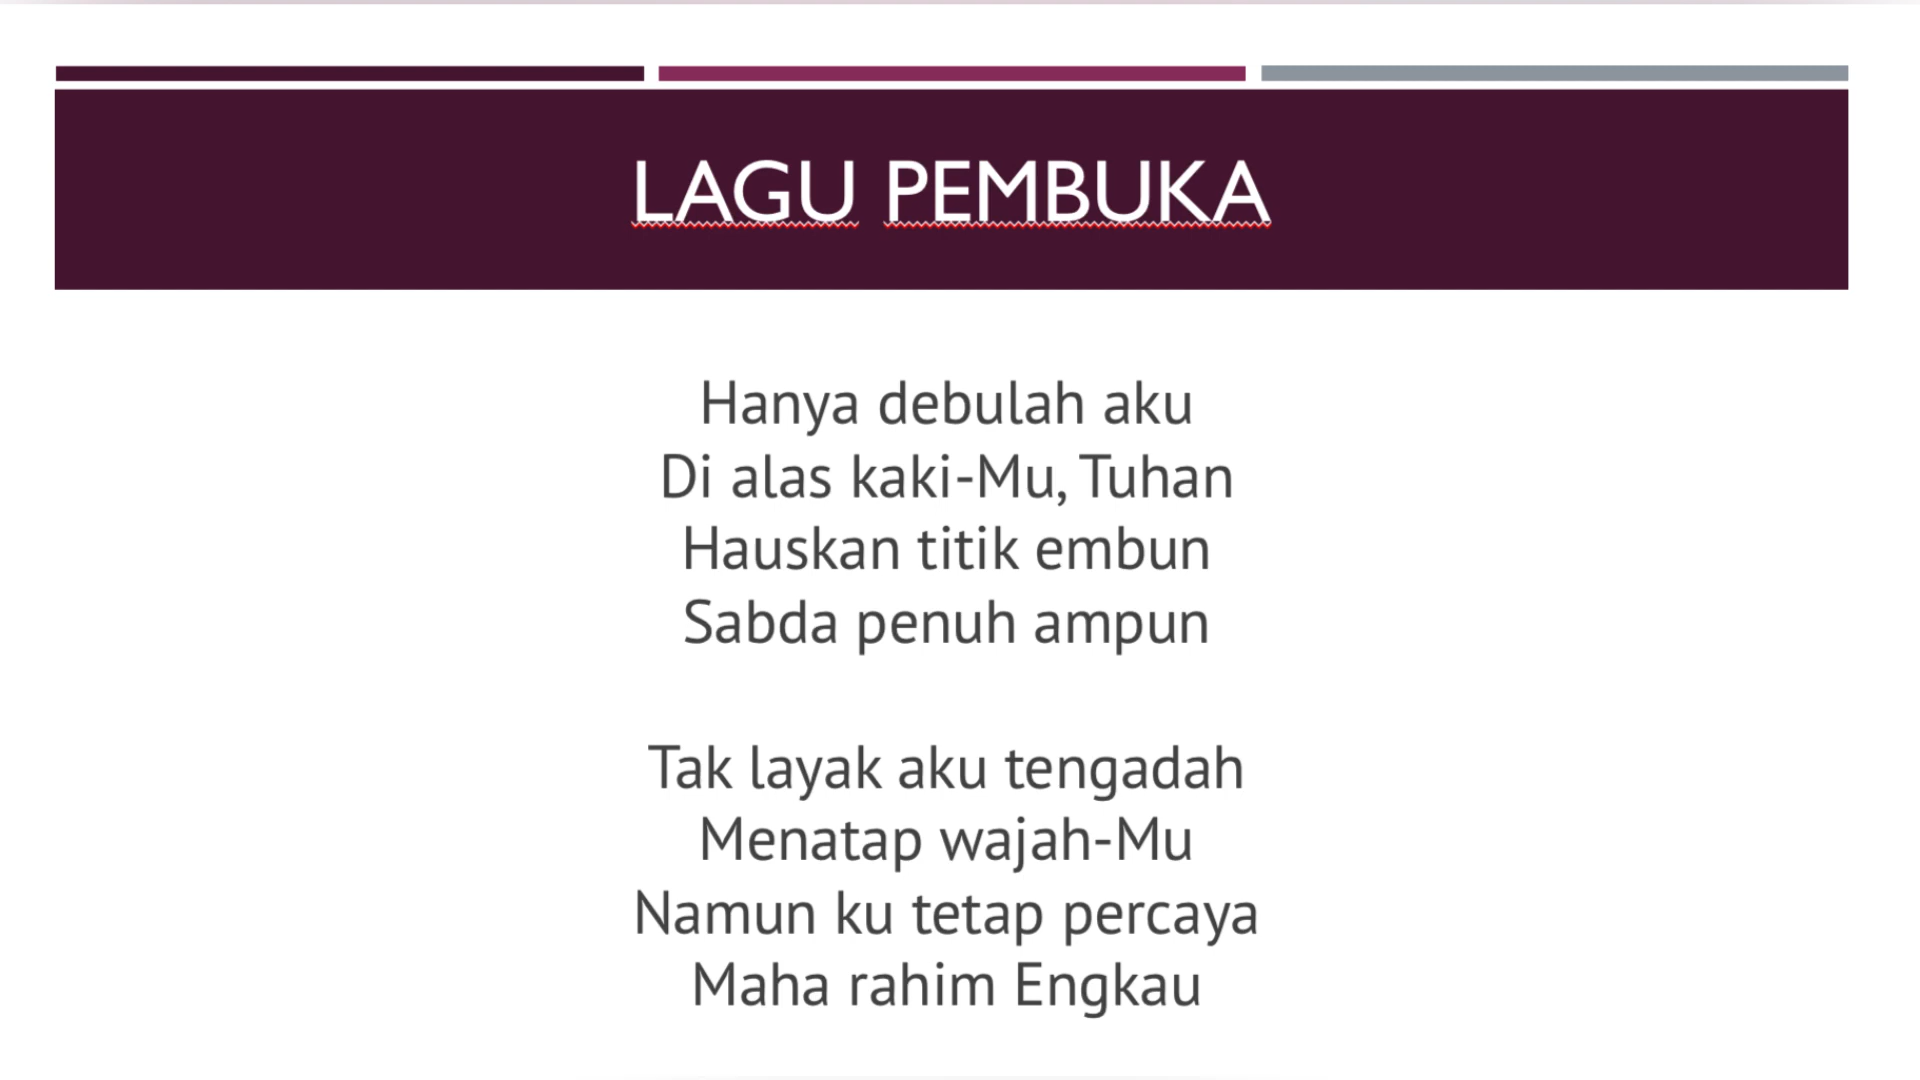 LAGU PEMBUKA
Hanya debulah aku
Di alas kaki-Mu, Tuhan
Hauskan titik embun
Sabda penuh ampun
Tak layak aku tengadah
Menatap wajah-Mu
Namun ku tetap percaya
Maha rahim Engkau